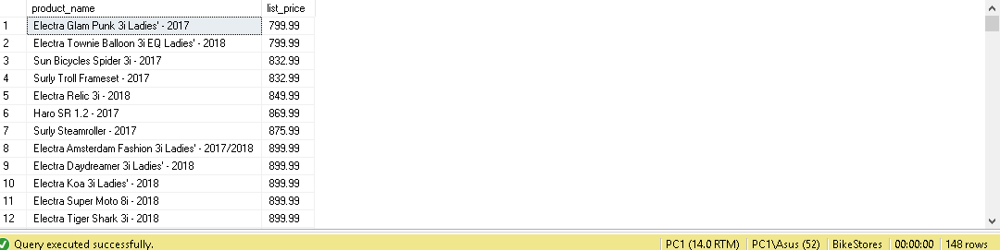 product_name list_price
1 Electra Glam Punk 3i Ladies' - 2017 799.99
2 Electra Townie Balloon 3i EQ Ladies' - 2018 799.99
3 Sun Bicycles Spider 3i - 2017 832.99
4 Surly Troll Frameset - 2017 832.99
5 Electra Relic 3i - 2018 849.99
6 Haro SR 1.2 - 2017 869.99
7 Surly Steamroller - 2017 875.99
8 Electra Amsterdam Fashion 3i Ladies' - 2017/2018 899.99
9 Electra Daydreamer 3i Ladies' - 2018 899.99
10 Electra Koa 3i Ladies' - 2018 899.99
11 Electra Super Moto 8i - 2018 899.99
12 Electra Tiger Shark 3i - 2018 899.99
Query executed successfully. PC1 (14.0 RTM) PC1\Asus (52) BikeStores 00:00:00 148 rows